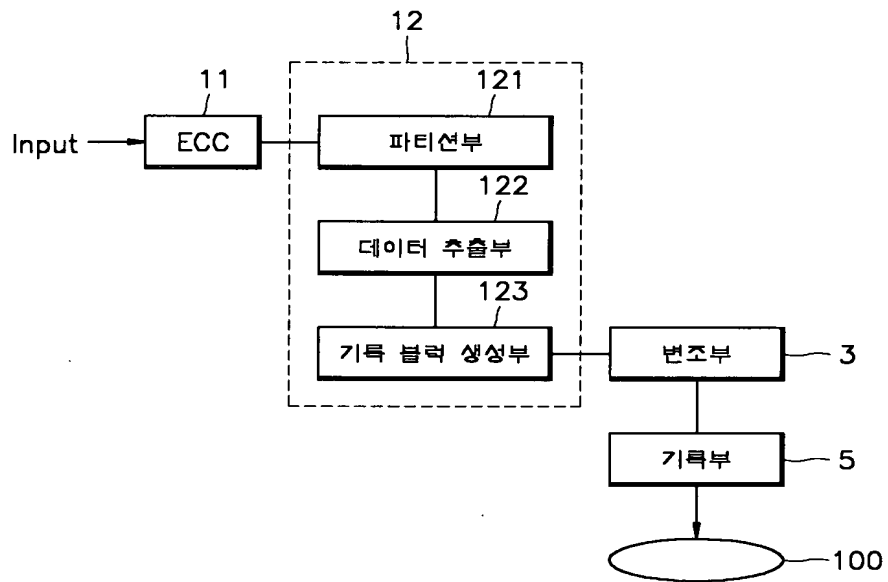 12
11
121
Input
ECC
파티션부
122
데이터 추출부
123
기록 블럭 생성부
변조부
3
기록부
5
100